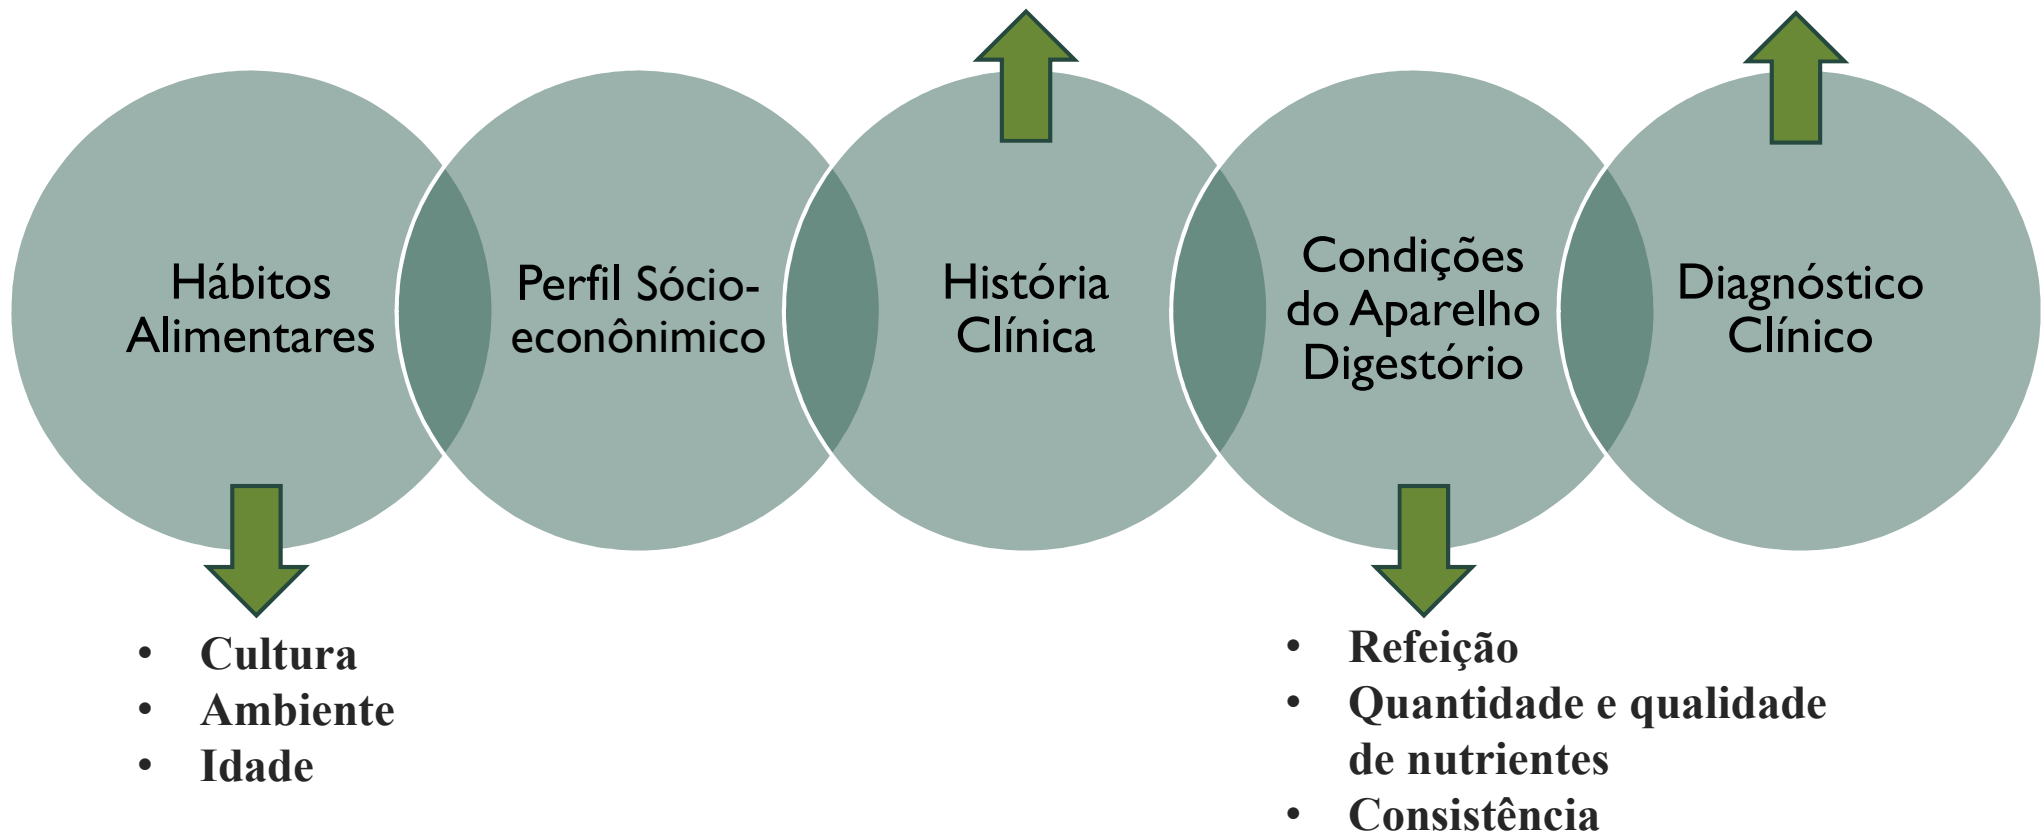 Hábitos
Alimentares
Perfil Sócio-
econônimico
História
Clínica
Condições
do Aparelho
Digestório
Diagnóstico
Clínico
• Cultura
• Ambiente
• Idade
• Refeição
• Quantidade e qualidade
de nutrientes
• Consistência